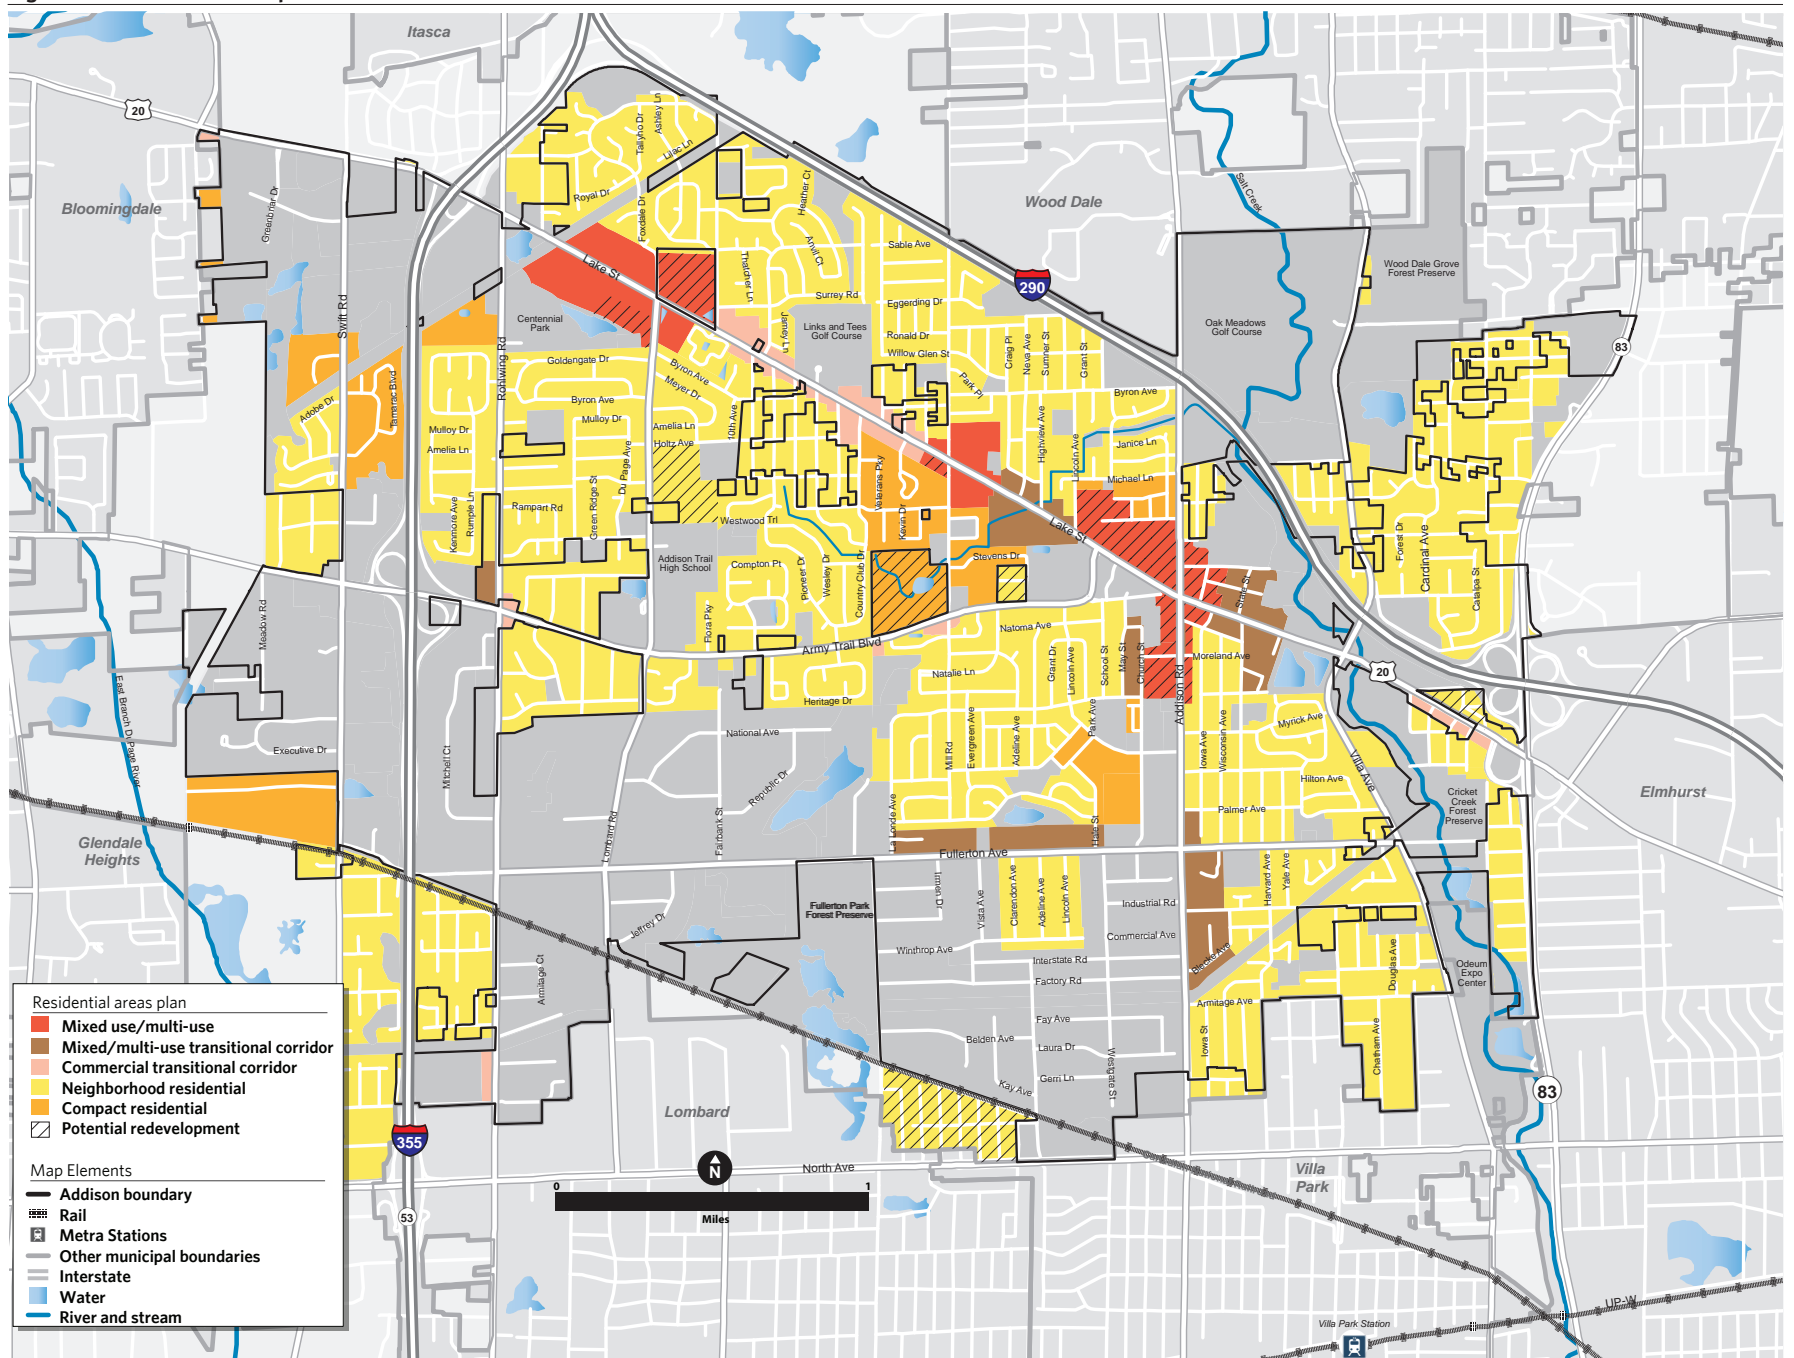 Itasca
20
Bloomingdale
Greenbriar Dr
Swift Rd
Adobe Dr
Tamarac Blvd
Tallyho Dr
Ashley Ln
Lilac Ln
Royal Dr
Foxdale Dr
Heather Ct
Anvil Ct
Thatcher Ln
Sable Ave
Surrey Rd
Eggerding Dr
Lake St
Centennial
Park
Jamey Ln
Links and Tees
Golf Course
Ronald Dr
Willow Glen St
Craig Pl
Neva Ave
Sumner St
Grant St
Park Pl
Byron Ave
290
Wood Dale
Salt Creek
Wood Dale Grove
Forest Preserve
Oak Meadows
Golf Course
83
Rohlwing Rd
Goldengate Dr
Byron Ave
Mulloy Dr
Byron Ave
Meyer Dr
Amelia Ln
Holtz Ave
10th Ave
Mulloy Dr
Amelia Ln
Kenmore Ave
Rumple Ln
Rampart Rd
Green Ridge St
Du Page Ave
Westwood Trl
Addison Trail
High School
Compton Pt
Pioneer Dr
Wesley Dr
Country Club Dr
Flora Pky
Veterans Pky
Kevin Dr
Stevens Dr
Highview Ave
Lincoln Ave
Janice Ln
Michael Ln
Lake St
State St
Forest Dr
Cardinal Ave
Catalpa St
Army Trail Blvd
Natoma Ave
Natalie Ln
Heritage Dr
Grant Dr
Lincoln Ave
School St
May St
Church St
Addison Rd
Moreland Ave
20
Meadow Rd
East Branch Du Page River
Executive Dr
Mitchell Ct
National Ave
Republic Dr
Lombard Rd
Fairbank St
La Londe Ave
Mill Rd
Evergreen Ave
Adeline Ave
Park Ave
Hale St
Iowa Ave
Wisconsin Ave
Myrick Ave
Hilton Ave
Palmer Ave
Villa Ave
Cricket
Creek
Forest
Preserve
Elmhurst
Glendale
Heights
Fullerton Ave
Fullerton Park
Forest Preserve
Jeffrey Dr
Armitage Ct
Vista Ave
Clarendon Ave
Adeline Ave
Lincoln Ave
Industrial Rd
Commercial Ave
Winthrop Ave
Interstate Rd
Factory Rd
Fay Ave
Belden Ave
Laura Dr
Gerri Ln
Kay Ave
Westgate St
Harvard Ave
Yale Ave
Blecke Ave
Armitage Ave
Iowa St
Chatham Ave
Douglas Ave
Odeum
Expo
Center
83
Residential areas plan
Mixed use/multi-use
Mixed/multi-use transitional corridor
Commercial transitional corridor
Neighborhood residential
Compact residential
Potential redevelopment
Map Elements
Addison boundary
Rail
Metra Stations
Other municipal boundaries
Interstate
Water
River and stream
355
53
Lombard
N
0 1
Miles
North Ave
Villa
Park
Villa Park Station
UP-W